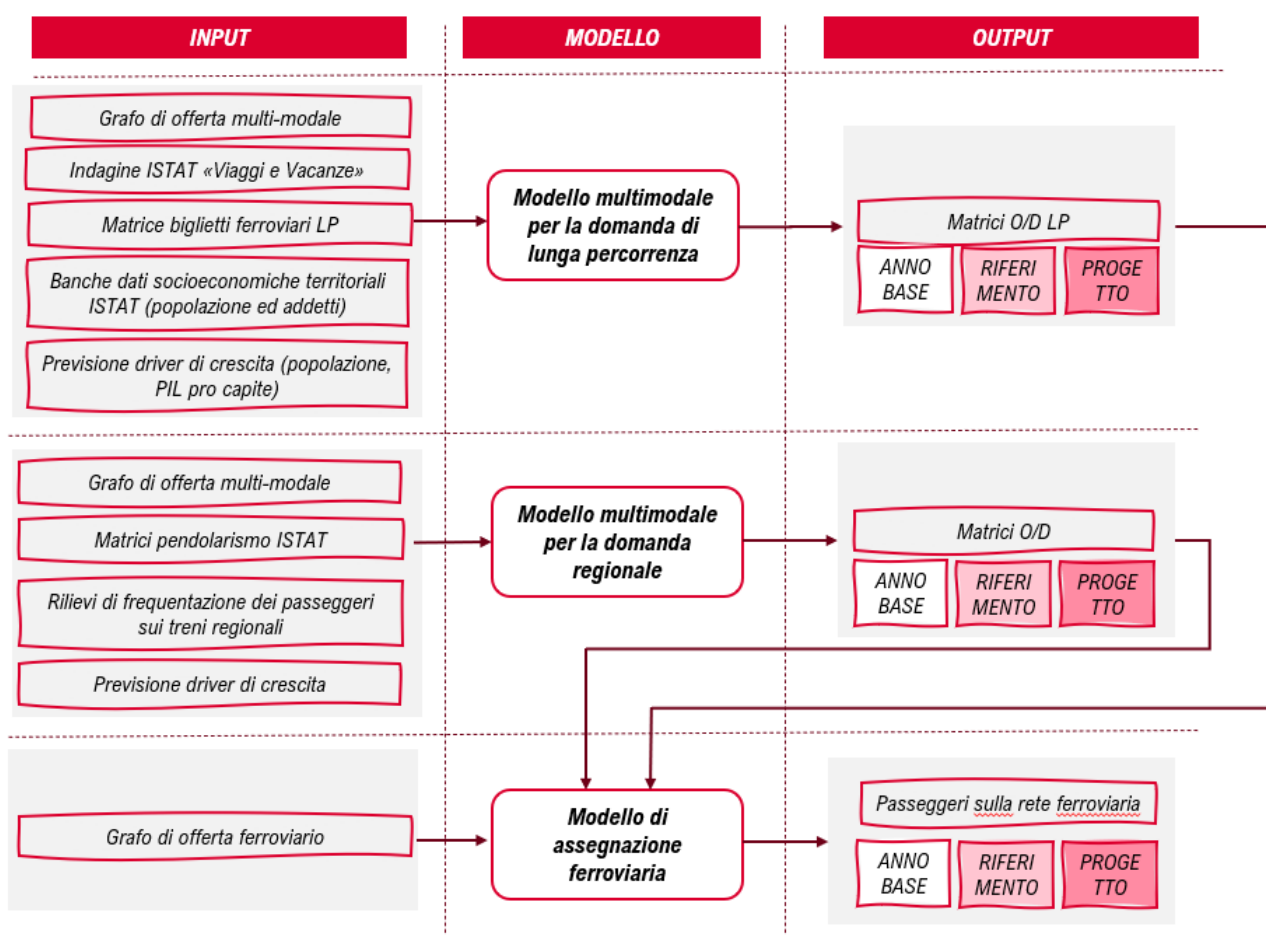 INPUT
MODELLO
OUTPUT
Grafo di offerta multi-modale
Indagine ISTAT «Viaggi e Vacanze»
Matrice biglietti ferroviari LP
Banche dati socioeconomiche territoriali
ISTAT (popolazione ed addetti)
Previsione driver di crescita (popolazione,
PIL pro capite)
Modello multimodale
per la domanda di
lunga percorrenza
Matrici O/D LP
ANNO
BASE
RIFERI
MENTO
PROGE
TTO
Grafo di offerta multi-modale
Matrici pendolarismo ISTAT
Rilievi di frequentazione dei passeggeri
sui treni regionali
Previsione driver di crescita
Modello multimodale
per la domanda
regionale
Matrici O/D
ANNO
BASE
RIFERI
MENTO
PROGE
TTO
Grafo di offerta ferroviario
Modello di
assegnazione
ferroviaria
Passeggeri sulla rete ferroviaria
ANNO
BASE
RIFERI
MENTO
PROGE
TTO